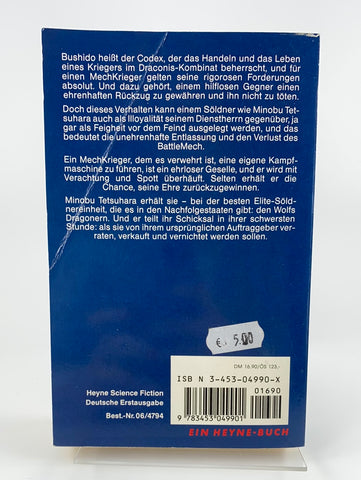 Bushido heißt der Codex, der das Handeln und das Leben
eines Kriegers im Draconis-Kombinat beherrscht, und für
einen MechKrieger gelten seine rigorosen Forderungen
absolut. Und dazu gehört, einem hilflosen Gegner einen
ehrenhaften Rückzug zu gewähren und ihn nicht zu töten.
Doch dieses Verhalten kann einem Söldner wie Minobu Tet-
suhara auch als Illoyalität seinem Dienstherrn gegenüber, ja
gar als Feigheit vor dem Feind ausgelegt werden, und das
bedeutet die unehrenhafte Entlassung und den Verlust des
BattleMech.
Ein MechKrieger, dem es verwehrt ist, eine eigene Kampf-
maschine zu führen, ist ein ehrloser Geselle, und er wird mit
Verachtung und Spott überhäuft. Selten erhält er die
Chance, seine Ehre zurückzugewinnen.
Minobu Tetsuhara erhält sie – bei der besten Elite-Söld-
nereinheit, die es in den Nachfolgestaaten gibt: den Wolfs
Dragonern. Und er teilt ihr Schicksal in ihrer schwersten
Stunde: als sie von ihrem ursprünglichen Auftraggeber ver-
raten, verkauft und vernichtet werden sollen.
€ 5.00
DM 16.90/ÖS 123,-
ISBN 3-453-04990-X
01690
9 783453 049901
Heyne Science Fiction
Deutsche Erstausgabe
Best.-Nr. 06/4794
EIN HEYNE-BUCH